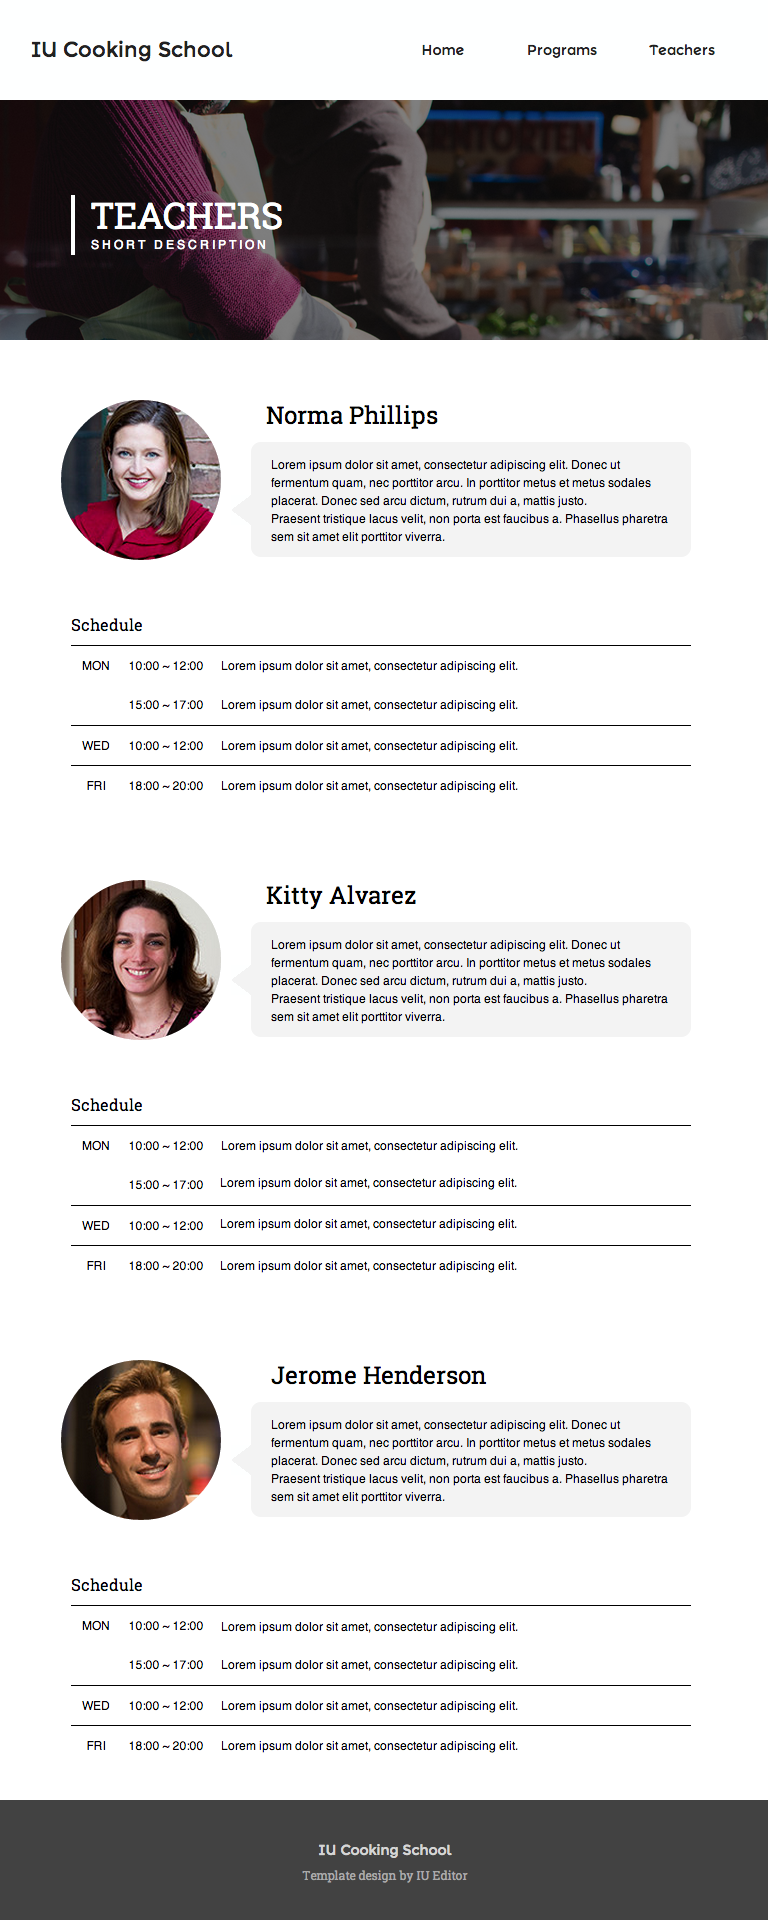 IU Cooking School
Home Programs Teachers
TEACHERS
SHORT DESCRIPTION
Norma Phillips
Lorem ipsum dolor sit amet, consectetur adipiscing elit. Donec ut
fermentum quam, nec porttitor arcu. In porttitor metus et metus sodales
placerat. Donec sed arcu dictum, rutrum dui a, mattis justo.
Praesent tristique lacus velit, non porta est faucibus a. Phasellus pharetra
sem sit amet elit porttitor viverra.
Schedule
MON 10:00 ~ 12:00 Lorem ipsum dolor sit amet, consectetur adipiscing elit.
15:00 ~ 17:00 Lorem ipsum dolor sit amet, consectetur adipiscing elit.
WED 10:00 ~ 12:00 Lorem ipsum dolor sit amet, consectetur adipiscing elit.
FRI 18:00 ~ 20:00 Lorem ipsum dolor sit amet, consectetur adipiscing elit.
Kitty Alvarez
Lorem ipsum dolor sit amet, consectetur adipiscing elit. Donec ut
fermentum quam, nec porttitor arcu. In porttitor metus et metus sodales
placerat. Donec sed arcu dictum, rutrum dui a, mattis justo.
Praesent tristique lacus velit, non porta est faucibus a. Phasellus pharetra
sem sit amet elit porttitor viverra.
Schedule
MON 10:00 ~ 12:00 Lorem ipsum dolor sit amet, consectetur adipiscing elit.
15:00 ~ 17:00 Lorem ipsum dolor sit amet, consectetur adipiscing elit.
WED 10:00 ~ 12:00 Lorem ipsum dolor sit amet, consectetur adipiscing elit.
FRI 18:00 ~ 20:00 Lorem ipsum dolor sit amet, consectetur adipiscing elit.
Jerome Henderson
Lorem ipsum dolor sit amet, consectetur adipiscing elit. Donec ut
fermentum quam, nec porttitor arcu. In porttitor metus et metus sodales
placerat. Donec sed arcu dictum, rutrum dui a, mattis justo.
Praesent tristique lacus velit, non porta est faucibus a. Phasellus pharetra
sem sit amet elit porttitor viverra.
Schedule
MON 10:00 ~ 12:00 Lorem ipsum dolor sit amet, consectetur adipiscing elit.
15:00 ~ 17:00 Lorem ipsum dolor sit amet, consectetur adipiscing elit.
WED 10:00 ~ 12:00 Lorem ipsum dolor sit amet, consectetur adipiscing elit.
FRI 18:00 ~ 20:00 Lorem ipsum dolor sit amet, consectetur adipiscing elit.
IU Cooking School
Template design by IU Editor